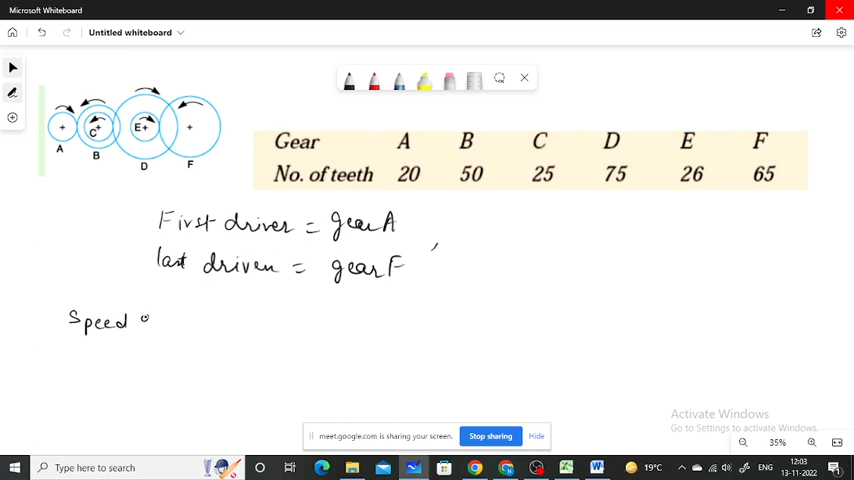 Microsoft Whiteboard
Untitled whiteboard
C
E
A
B
D
F
Gear A B C D E F
No. of teeth 20 50 25 75 26 65
First driver = gear A
last driven = gear F
Speed
meet.google.com is sharing your screen. Stop sharing Hide
Activate Windows
Go to Settings to activate Windows.
35%
Type here to search
19°C
ENG
12:03
13-11-2022
1